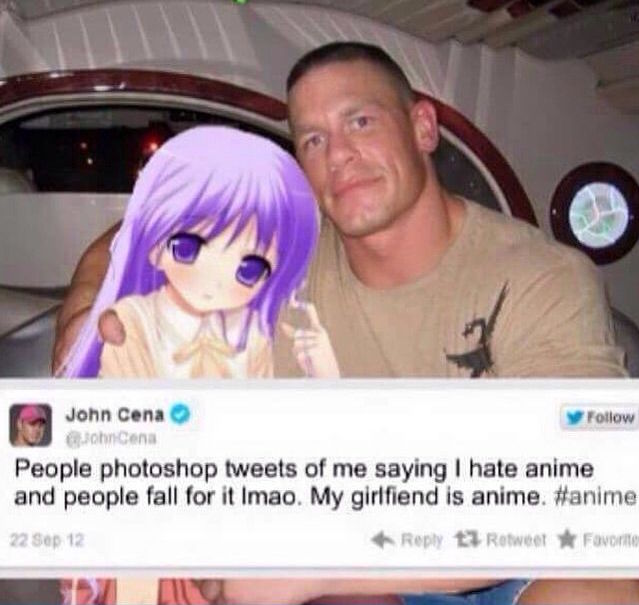 John Cena
@JohnCena
Follow
People photoshop tweets of me saying I hate anime
and people fall for it lmao. My girlfiend is anime. #anime
22 Sep 12
Reply Retweet Favorite